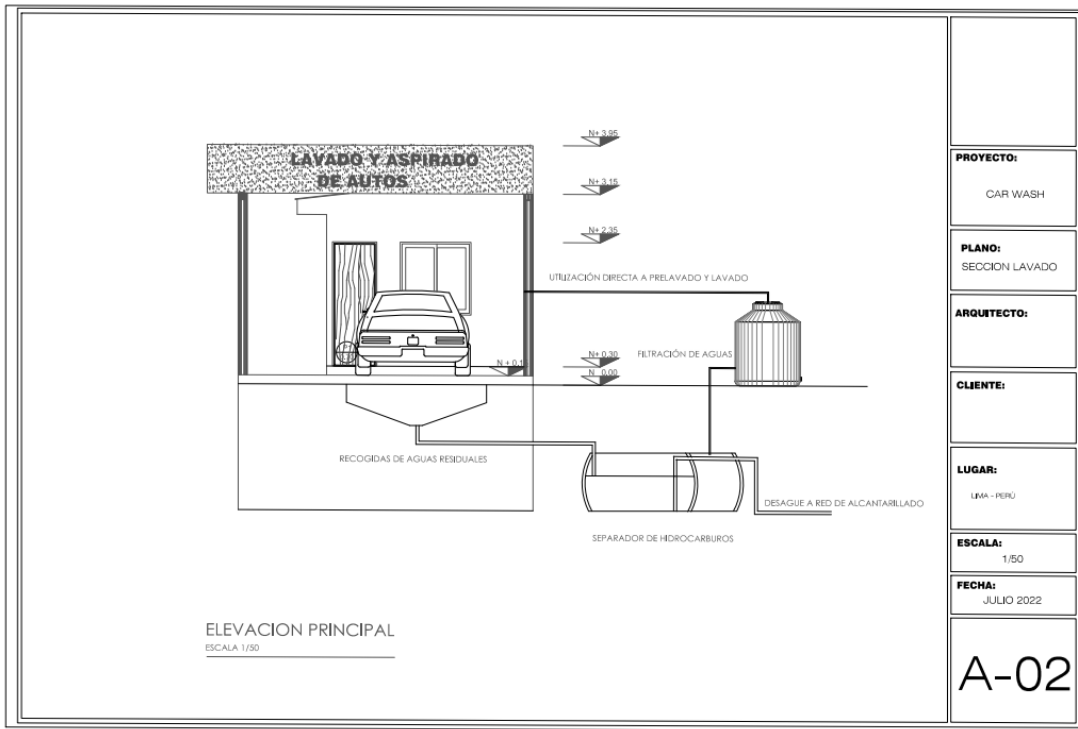 LAVADO Y ASPIRADO
DE AUTOS
N+ 3.95
N+ 3.15
N+ 2.35
UTILIZACIÓN DIRECTA A PRELAVADO Y LAVADO
FILTRACIÓN DE AGUAS
N+ 0.30
N 0.00
RECOGIDAS DE AGUAS RESIDUALES
DESAGUE A RED DE ALCANTARILLADO
SEPARADOR DE HIDROCARBUROS
ELEVACION PRINCIPAL
ESCALA 1/50
PROYECTO:
CAR WASH
PLANO:
SECCION LAVADO
ARQUITECTO:
CLIENTE:
LUGAR:
LIMA - PERÚ
ESCALA:
1/50
FECHA:
JULIO 2022
A-02